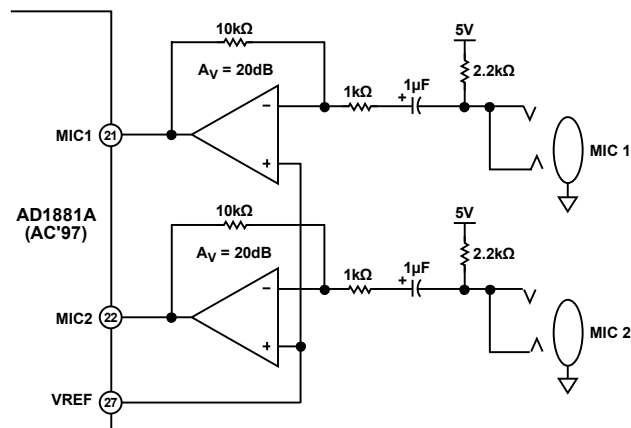 10kΩ
5V
AV = 20dB
2.2kΩ
1kΩ
+
1µF
–
MIC1
21
+
MIC 1
AD1881A
(AC'97)
10kΩ
5V
AV = 20dB
2.2kΩ
1kΩ
+
1µF
–
MIC2
22
+
MIC 2
VREF
27